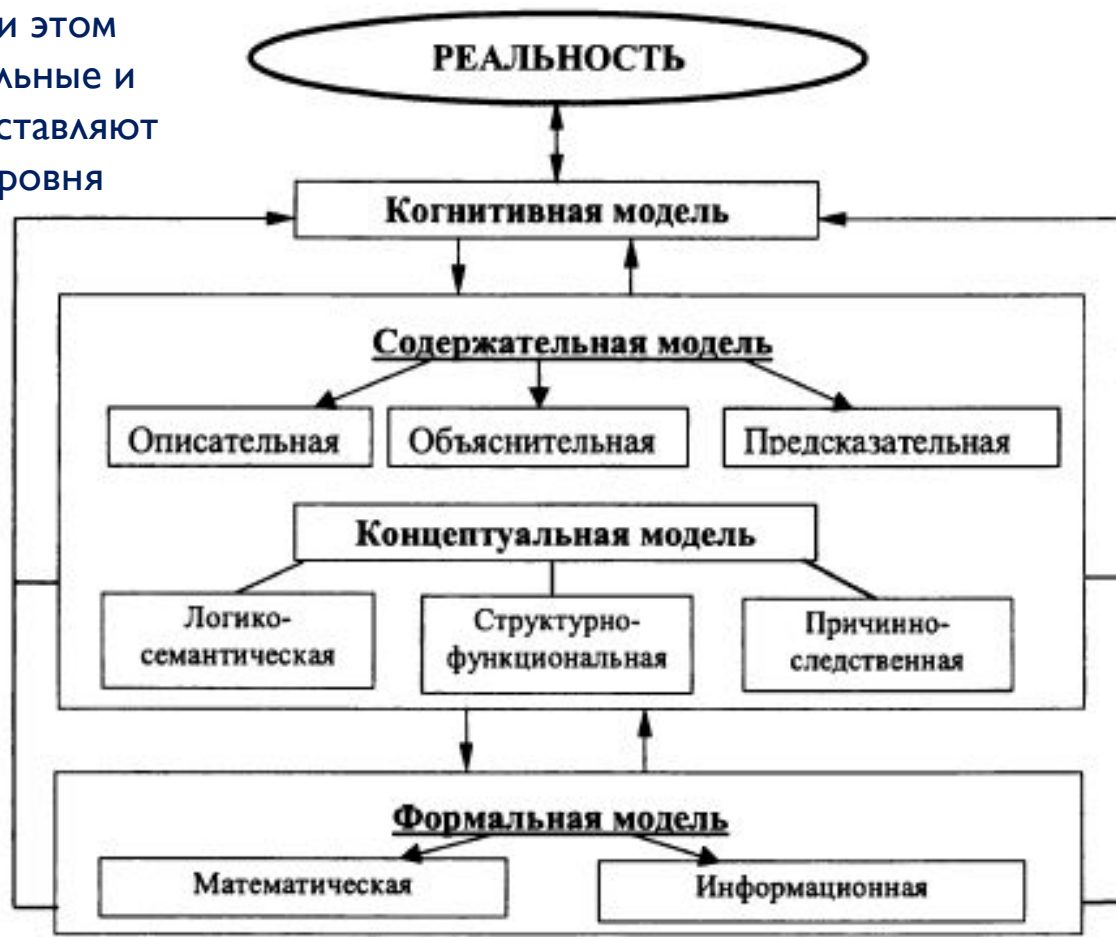 и этом
льные и
ставляют
ровня
РЕАЛЬНОСТЬ
Когнитивная модель
Содержательная модель
Описательная
Объяснительная
Предсказательная
Концептуальная модель
Логико-
семантическая
Структурно-
функциональная
Причинно-
следственная
Формальная модель
Математическая
Информационная